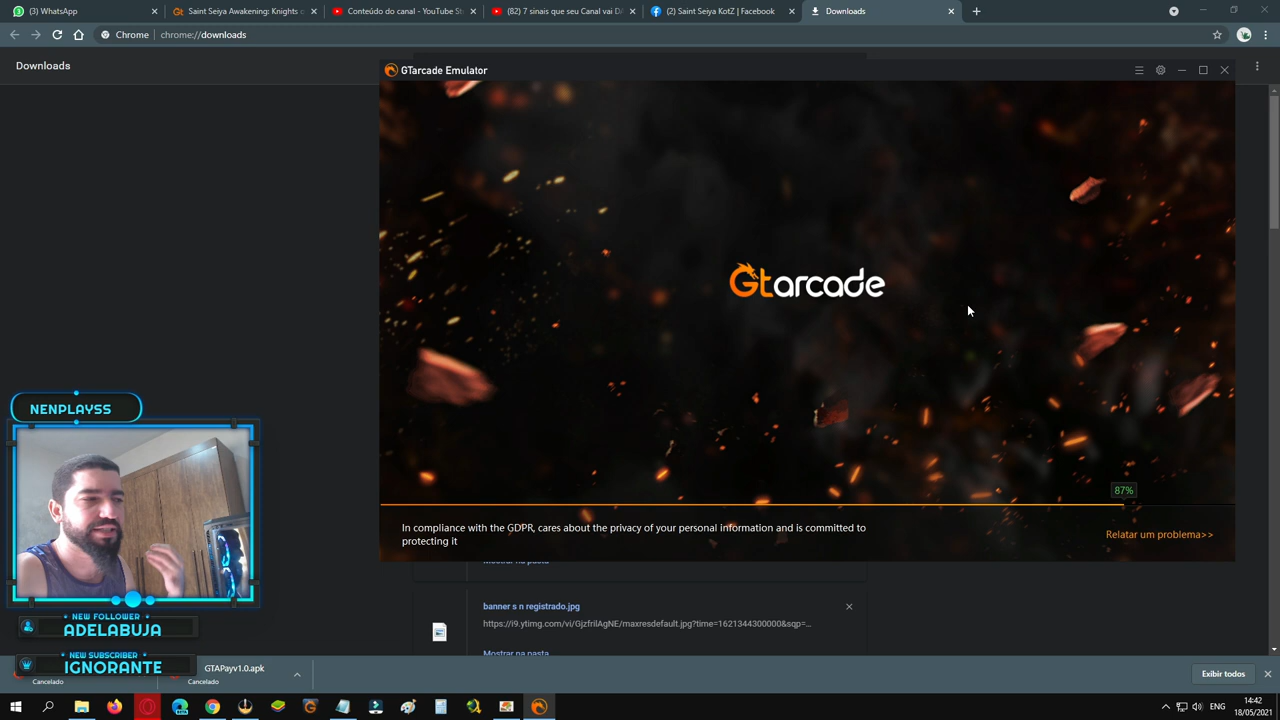 (3) WhatsApp
Saint Seiya Awakening: Knights o
Conteúdo do canal - YouTube St
(82) 7 sinais que seu Canal vai DA
(2) Saint Seiya KotZ | Facebook
Downloads
Chrome | chrome://downloads
Downloads
GTarcade Emulator
Gtarcade
87%
In compliance with the GDPR, cares about the privacy of your personal information and is committed to
protecting it
Relatar um problema>>
Mostrar na pasta
banner s n registrado.jpg
https://i9.ytimg.com/vi/GjzfrilAgNE/maxresdefault.jpg?time=1621344300000&sqp=...
Mostrar na pasta
NENPLAYSS
NEW FOLLOWER
ADELABUJA
NEW SUBSCRIBER
IGNORANTE
Cancelado
GTAPayv1.0.apk
Cancelado
Exibir todos
ENG
14:42
18/05/2021